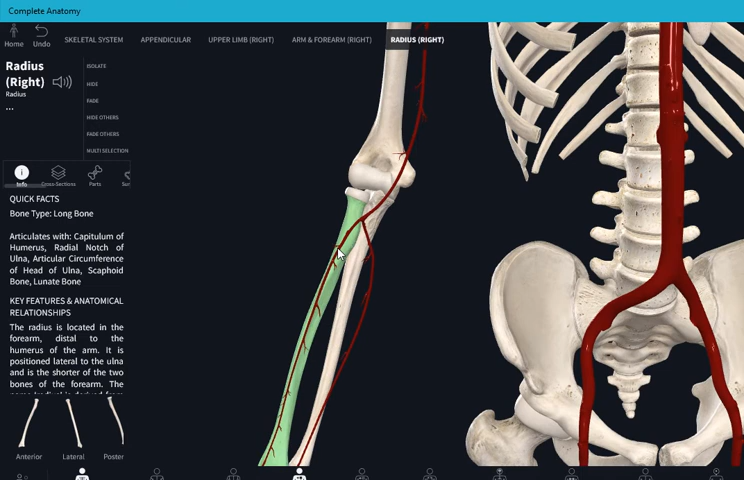 Complete Anatomy
Home
Undo
SKELETAL SYSTEM
APPENDICULAR
UPPER LIMB (RIGHT)
ARM & FOREARM (RIGHT)
RADIUS (RIGHT)
Radius
(Right)
Radius
...
ISOLATE
HIDE
FADE
HIDE OTHERS
FADE OTHERS
MULTI SELECTION
Info
Cross-Sections
Parts
QUICK FACTS
Bone Type: Long Bone
Articulates with: Capitulum of
Humerus, Radial Notch of
Ulna, Articular Circumference
of Head of Ulna, Scaphoid
Bone, Lunate Bone
KEY FEATURES & ANATOMICAL
RELATIONSHIPS
The radius is located in the
forearm, distal to the
humerus of the arm. It is
positioned lateral to the ulna
and is the shorter of the two
bones of the forearm. The
Anterior
Lateral
Poster